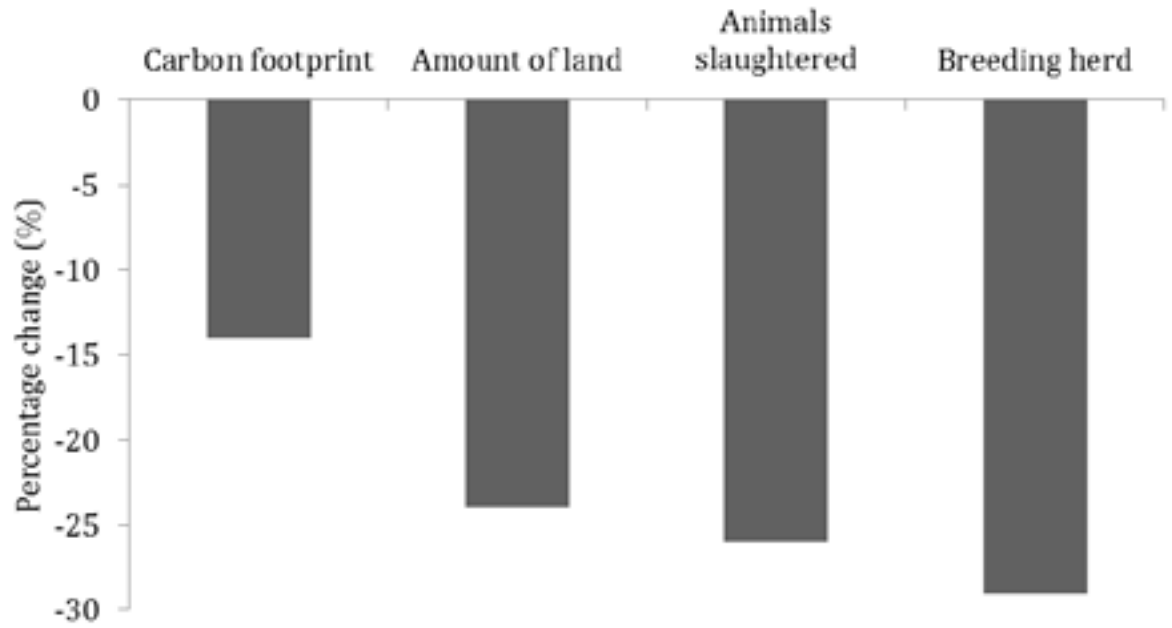 Animals
Carbon footprint Amount of land slaughtered Breeding herd
0
-5
-10
-15
-20
-25
-30
Percentage change (%)